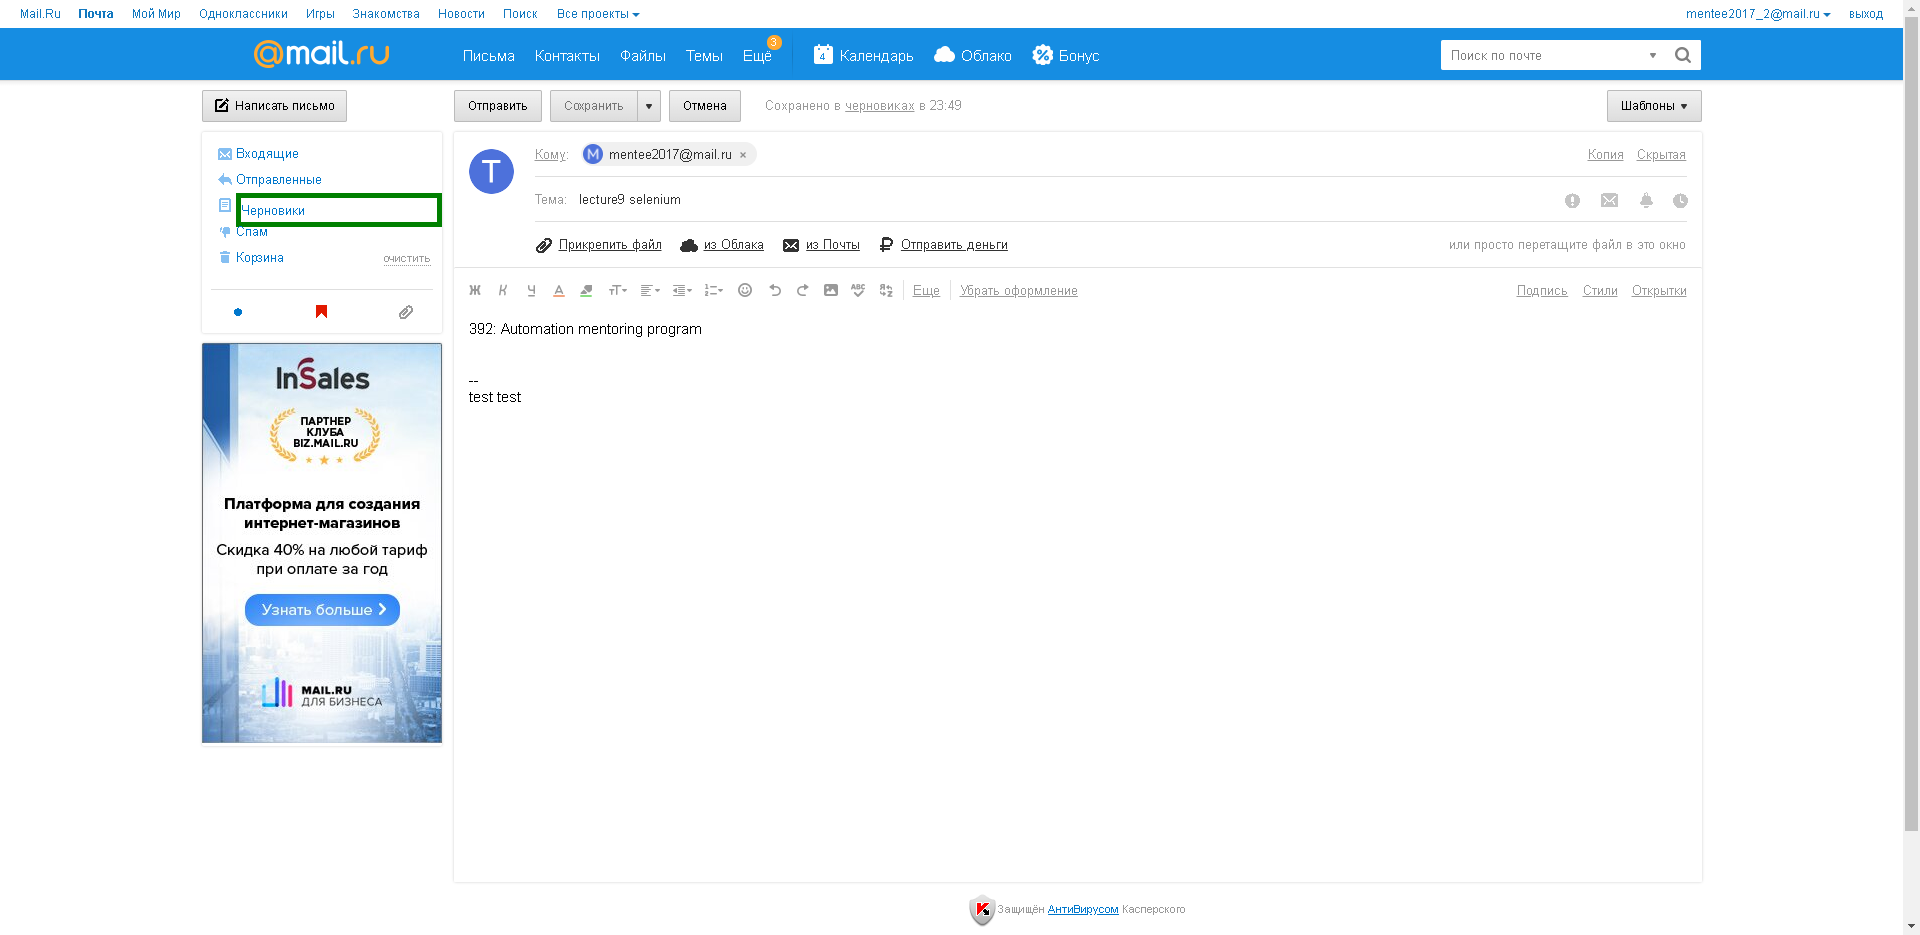 Mail.Ru Почта Мой Мир Одноклассники Игры Знакомства Новости Поиск Все проекты mentee2017_2@mail.ru выход
@mail.ru Письма Контакты Файлы Темы Ещё 3 4 Календарь Облако Бонус Поиск по почте
Написать письмо Отправить Сохранить Отмена Сохранено в черновиках в 23:49 Шаблоны
Входящие
Отправленные
Черновики
Спам
Корзина очистить
InSales
ПАРТНЕР
КЛУБА
BIZ.MAIL.RU
Платформа для создания
интернет-магазинов
Скидка 40% на любой тариф
при оплате за год
Узнать больше
MAIL.RU
ДЛЯ БИЗНЕСА
T
Кому: M mentee2017@mail.ru × Копия Скрытая
Тема: lecture9 selenium
Прикрепить файл из Облака из Почты Отправить деньги или просто перетащите файл в это окно
Ж К Ч А тТ ABC Еще Убрать оформление Подпись Стили Открытки
392: Automation mentoring program
--
test test
Защищён АнтиВирусом Касперского